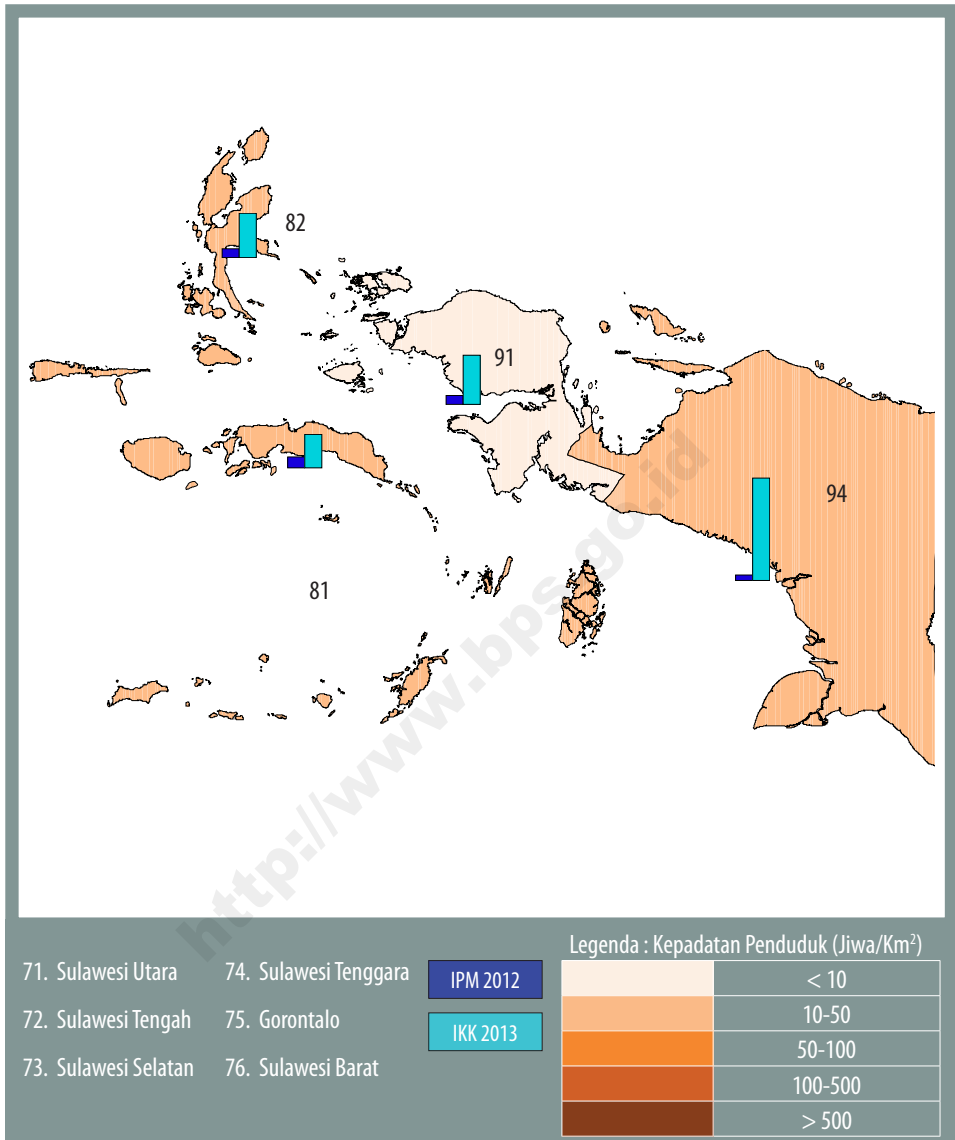 82
91
94
81
http://www.bps.go.id
71. Sulawesi Utara
72. Sulawesi Tengah
73. Sulawesi Selatan
74. Sulawesi Tenggara
75. Gorontalo
76. Sulawesi Barat
IPM 2012
IKK 2013
Legenda : Kepadatan Penduduk (Jiwa/Km²)
< 10
10-50
50-100
100-500
> 500